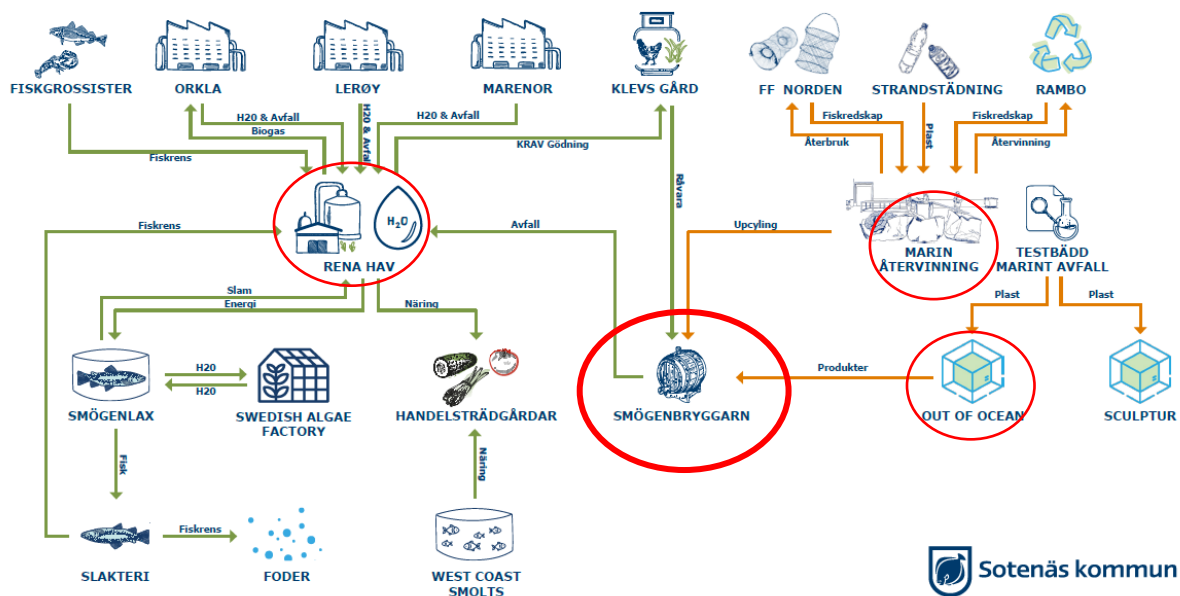 FISKGROSSISTER
ORKLA
LERØY
MARENOR
KLEVS GÅRD
FF NORDEN
STRANDSTÄDNING
RAMBO
H20 & Avfall
Biogas
H20 & Avfall
H20 & Avfall
Fiskrens
KRAV Gödning
Råvara
Fiskredskap
Återbruk
Plast
Fiskredskap
Återvinning
H₂O
RENA HAV
Fiskrens
Avfall
Upcyling
MARIN
ÅTERVINNING
TESTBÄDD
MARINT AVFALL
Slam
Energi
Näring
Plast
Plast
H20
H20
SMÖGENLAX
SWEDISH ALGAE
FACTORY
HANDELSTRÄDGÅRDAR
SMÖGENBRYGGARN
Produkter
OUT OF OCEAN
SCULPTUR
Fisk
Näring
Fiskrens
SLAKTERI
FODER
WEST COAST
SMOLTS
Sotenäs kommun